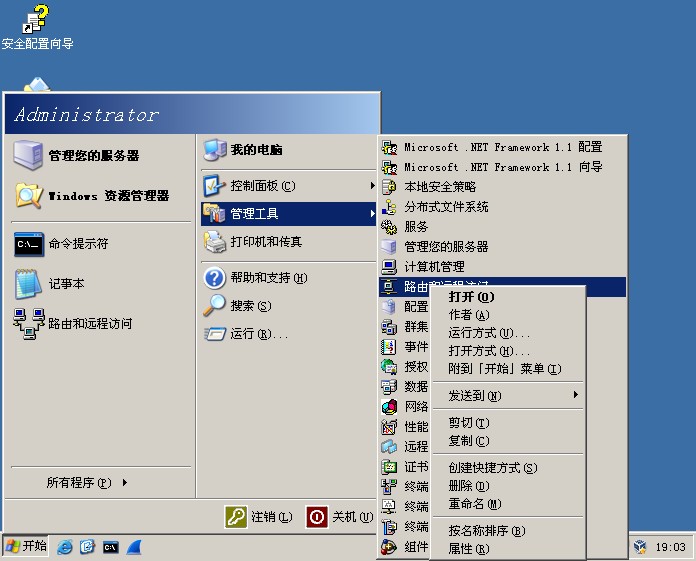 安全配置向导
Administrator
管理您的服务器
Windows 资源管理器
命令提示符
记事本
路由和远程访问
所有程序(P)
我的电脑
控制面板(C)
管理工具
打印机和传真
帮助和支持(H)
搜索(S)
运行(R)...
注销(L)
关机(U)
Microsoft .NET Framework 1.1 配置
Microsoft .NET Framework 1.1 向导
本地安全策略
分布式文件系统
服务
管理您的服务器
计算机管理
路由和远程访问
配置
群集
事件
授权
数据
网络
性能
远程
证书
终端
终端
终端
组件
打开(O)
作者(A)
运行方式(U)...
打开方式(H)...
附到「开始」菜单(I)
发送到(N)
剪切(T)
复制(C)
创建快捷方式(S)
删除(D)
重命名(M)
按名称排序(B)
属性(R)
开始
19:03